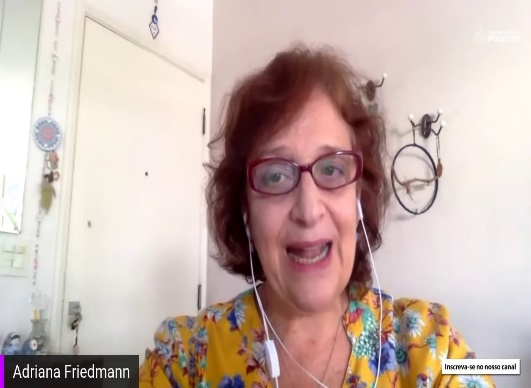 Adriana Friedmann
Inscreva-se no nosso canal